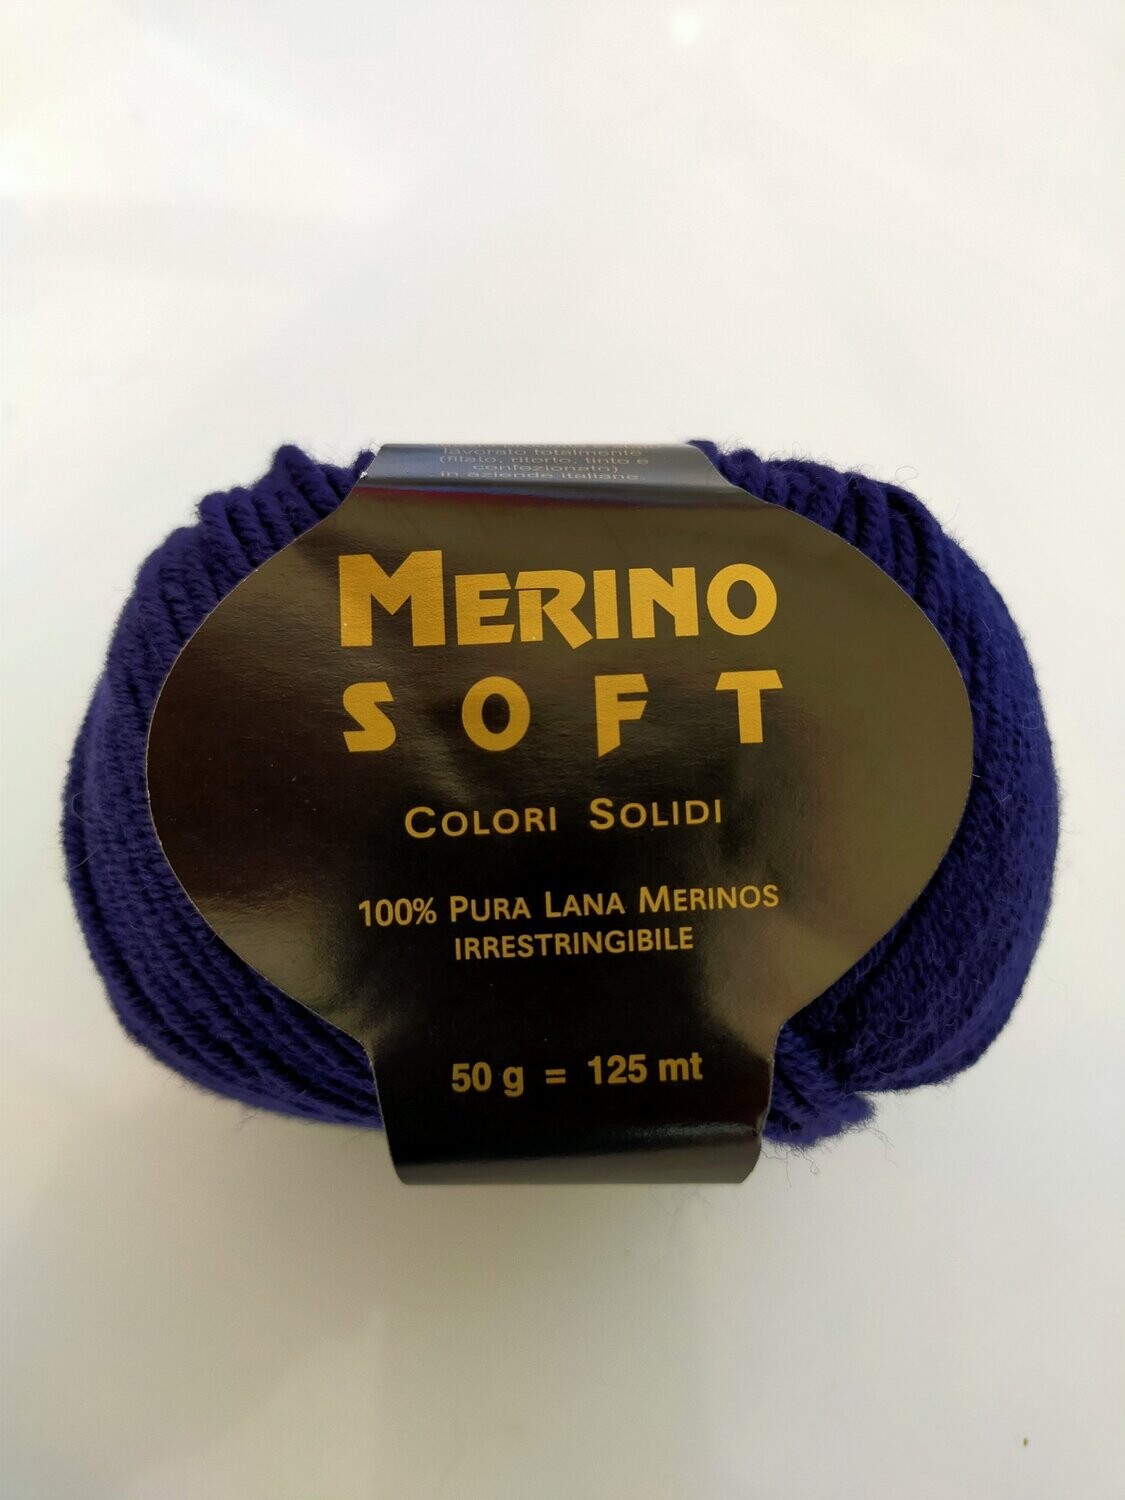 lavorato totalmente
(filato, ritorto, tinto e
confezionato)
in aziende italiane.
MERINO
SOFT
COLORI SOLIDI
100% PURA LANA MERINOS
IRRESTRINGIBILE
50 g = 125 mt